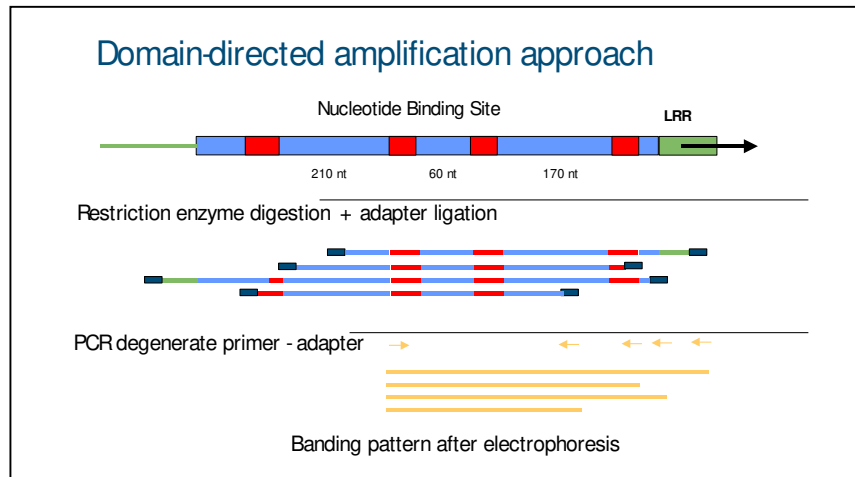 Domain-directed amplification approach
Nucleotide Binding Site
LRR
210 nt 60 nt 170 nt
Restriction enzyme digestion + adapter ligation
PCR degenerate primer - adapter
Banding pattern after electrophoresis